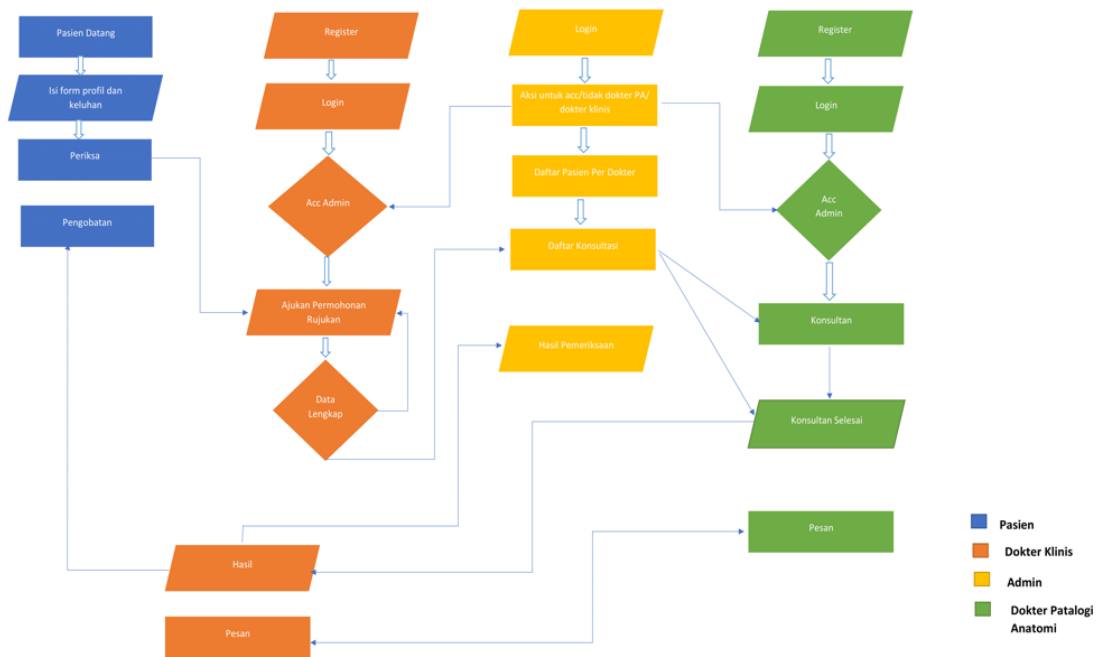 Pasien Datang
Isi form profil dan
keluhan
Periksa
Pengobatan
Register
Login
Acc Admin
Ajukan Permohonan
Rujukan
Data
Lengkap
Hasil
Pesan
Login
Aksi untuk acc/tidak dokter PA/
dokter klinis
Daftar Pasien Per Dokter
Daftar Konsultasi
Hasil Pemeriksaan
Register
Login
Acc
Admin
Konsultan
Konsultan Selesai
Pesan
Pasien
Dokter Klinis
Admin
Dokter Patalogi
Anatomi